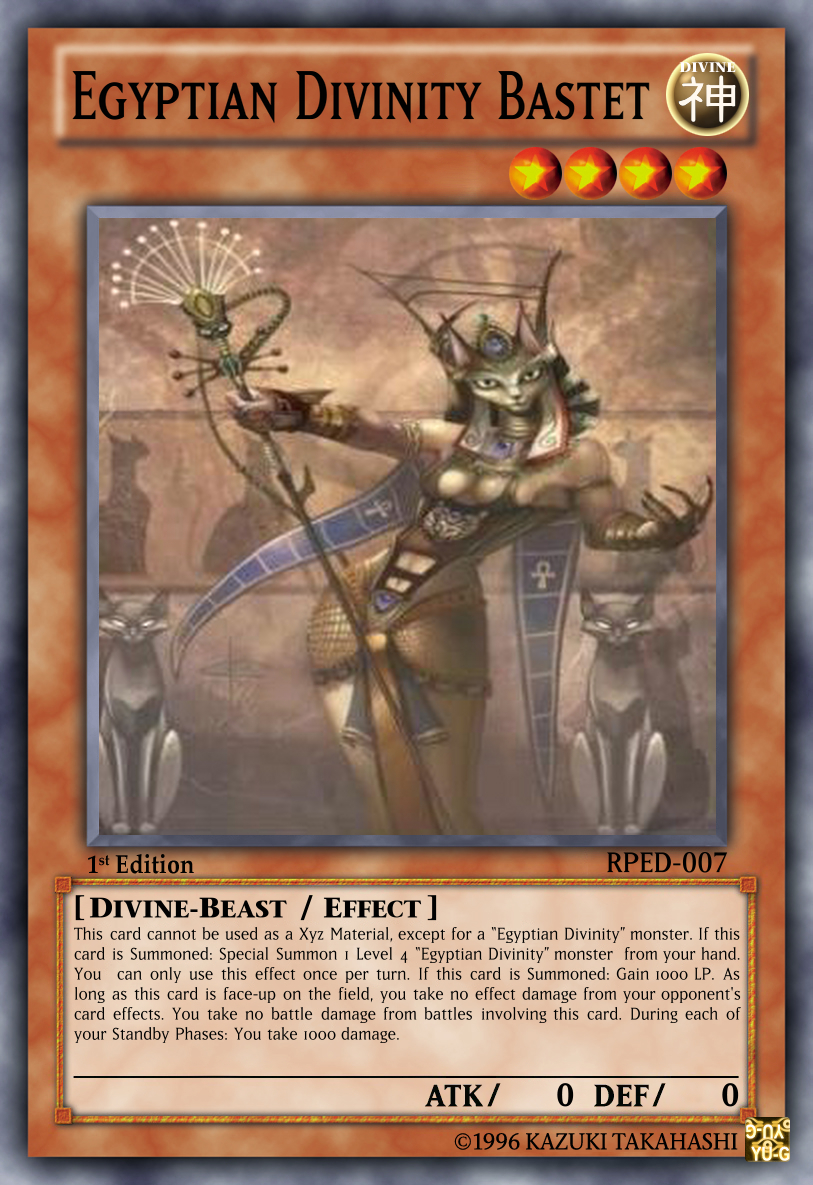 Egyptian Divinity Bastet
DIVINE
神
1st Edition
RPED-007
[ Divine-Beast / Effect ]
This card cannot be used as a Xyz Material, except for a "Egyptian Divinity" monster. If this
card is Summoned: Special Summon 1 Level 4 "Egyptian Divinity" monster from your hand.
You can only use this effect once per turn. If this card is Summoned: Gain 1000 LP. As
long as this card is face-up on the field, you take no effect damage from your opponent's
card effects. You take no battle damage from battles involving this card. During each of
your Standby Phases: You take 1000 damage.
ATK/ 0 DEF/ 0
©1996 KAZUKI TAKAHASHI